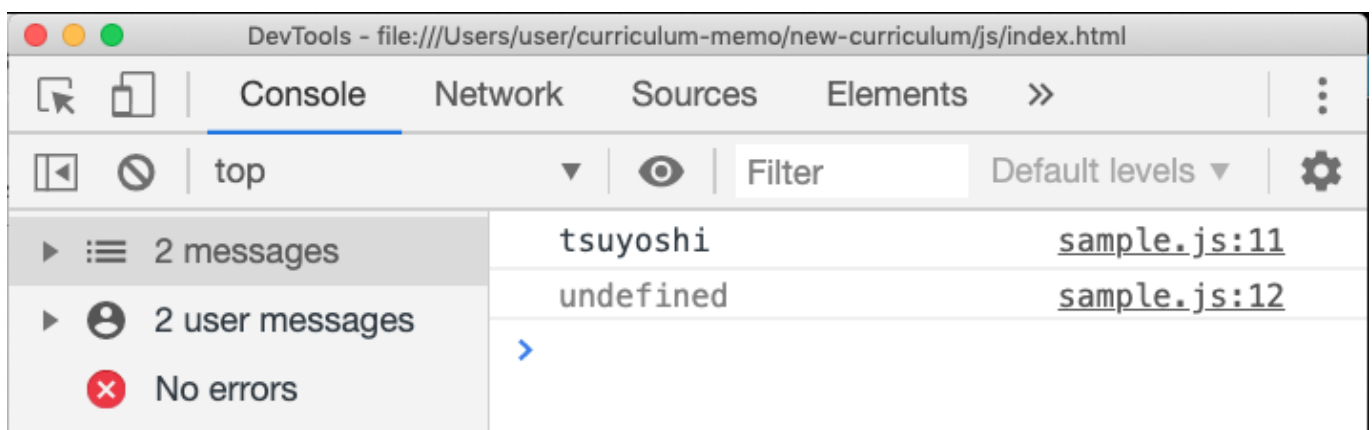 DevTools - file:///Users/user/curriculum-memo/new-curriculum/js/index.html
Console Network Sources Elements »
top ▼ Filter Default levels ▼
2 messages
2 user messages
No errors
tsuyoshi sample.js:11
undefined sample.js:12
>